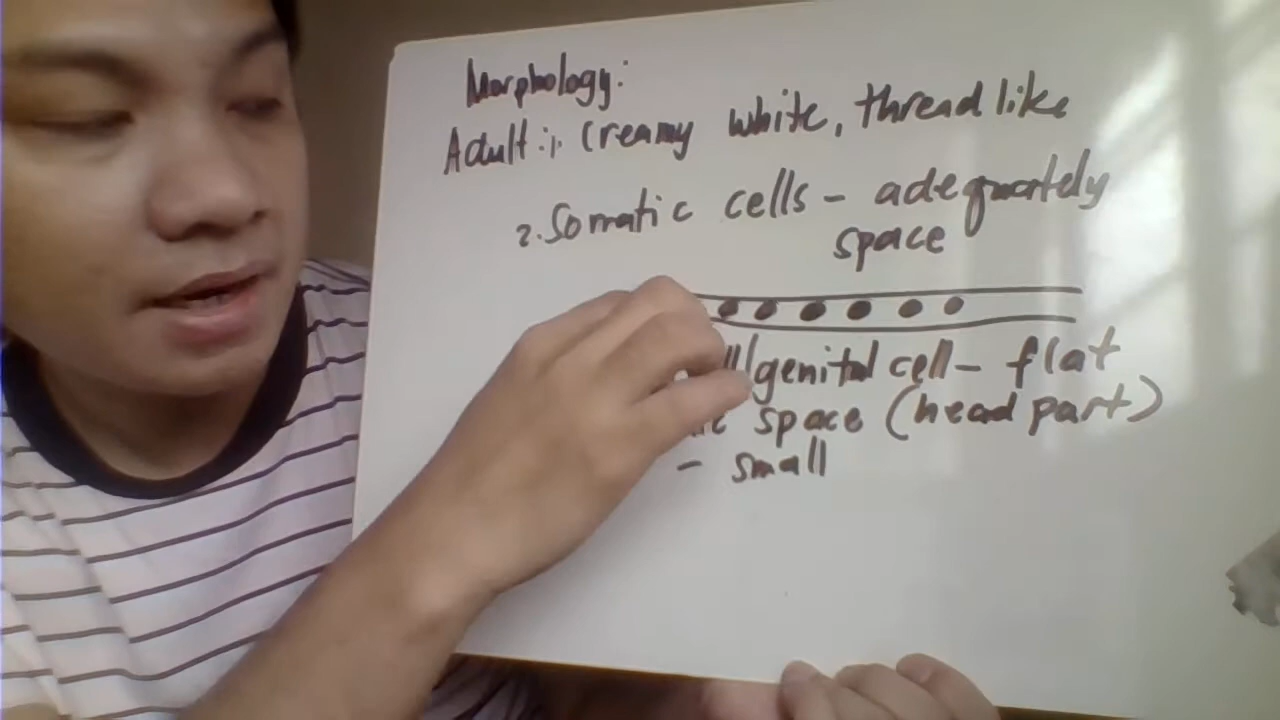 Morphology:
Adult: 1. Creamy white, thread like
2. Somatic cells - adequately
space
genital cell - flat
space (head part)
- small